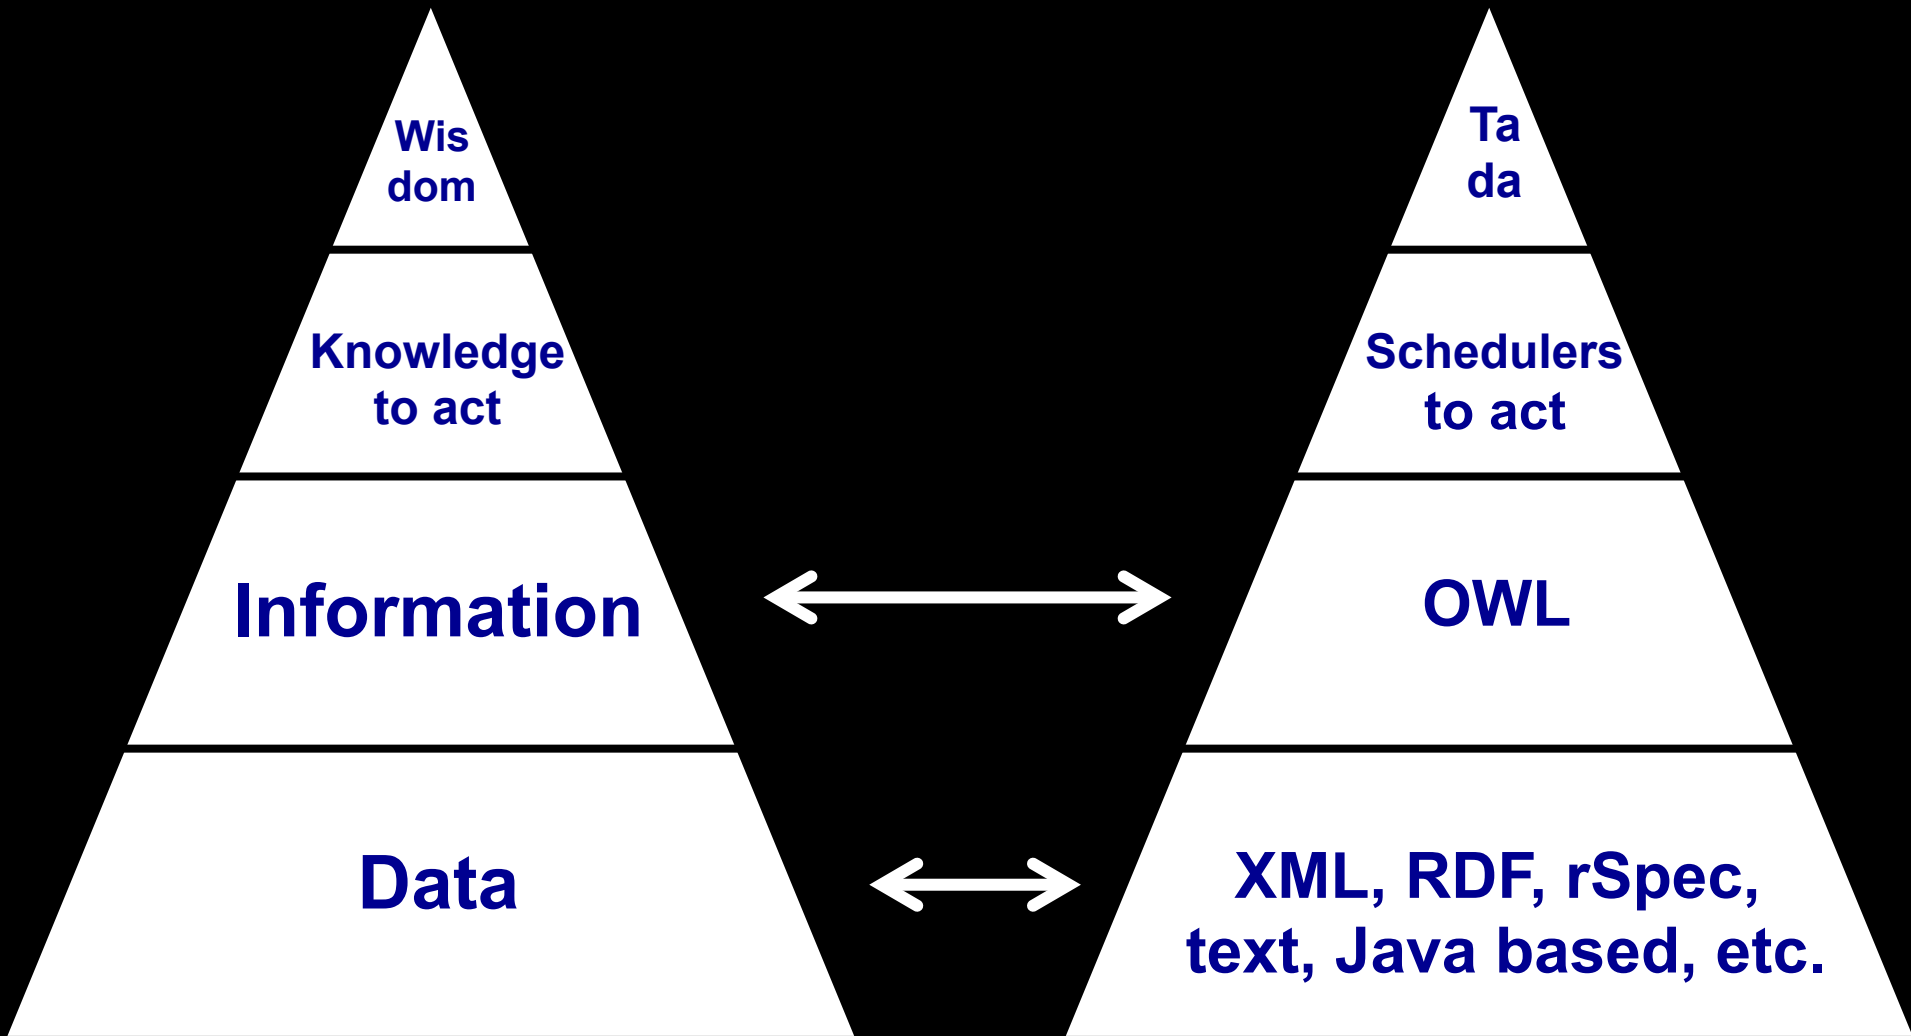 Wis
dom
Knowledge
to act
Information
Data
Ta
da
Schedulers
to act
OWL
XML, RDF, rSpec,
text, Java based, etc.